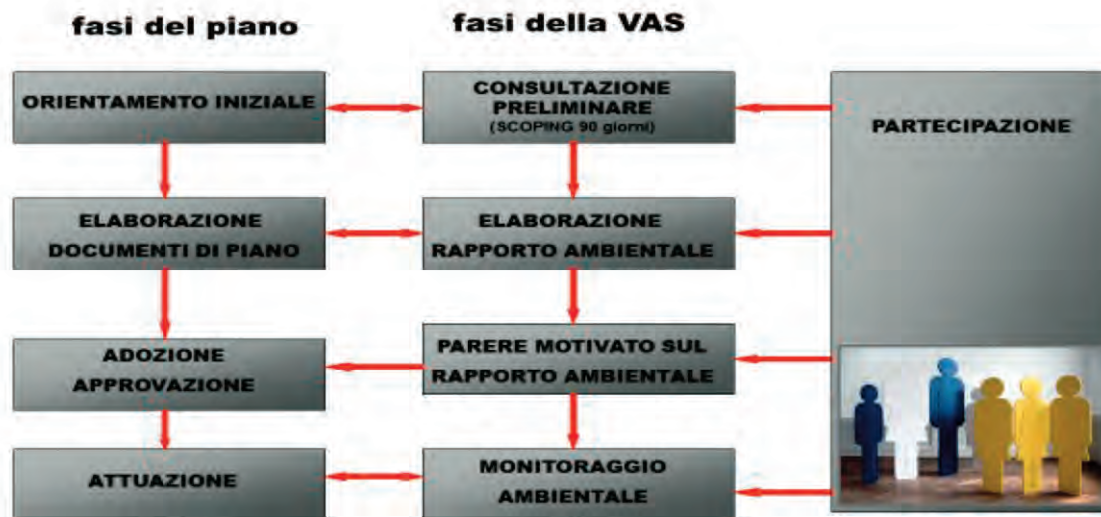 fasi del piano
fasi della VAS
ORIENTAMENTO INIZIALE
CONSULTAZIONE
PRELIMINARE
(SCOPING 90 giorni)
PARTECIPAZIONE
ELABORAZIONE
DOCUMENTI DI PIANO
ELABORAZIONE
RAPPORTO AMBIENTALE
ADOZIONE
APPROVAZIONE
PARERE MOTIVATO SUL
RAPPORTO AMBIENTALE
ATTUAZIONE
MONITORAGGIO
AMBIENTALE